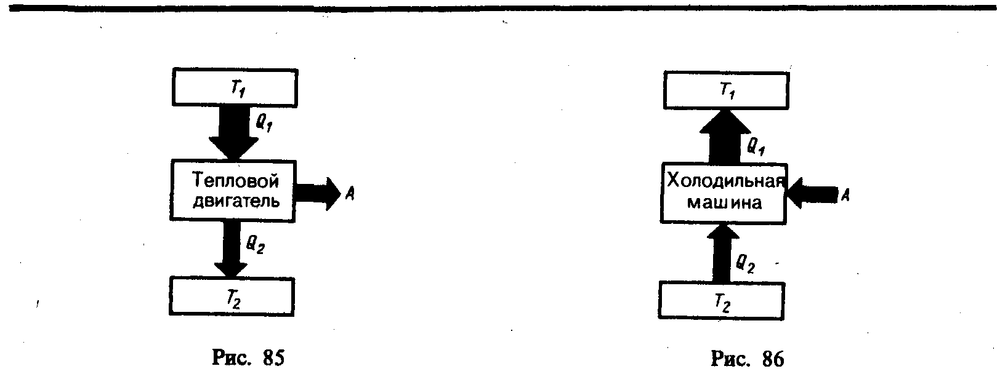 T₁
Q₁
Тепловой
двигатель
A
Q₂
T₂
Рис. 85
T₁
Q₁
Холодильная
машина
A
Q₂
T₂
Рис. 86